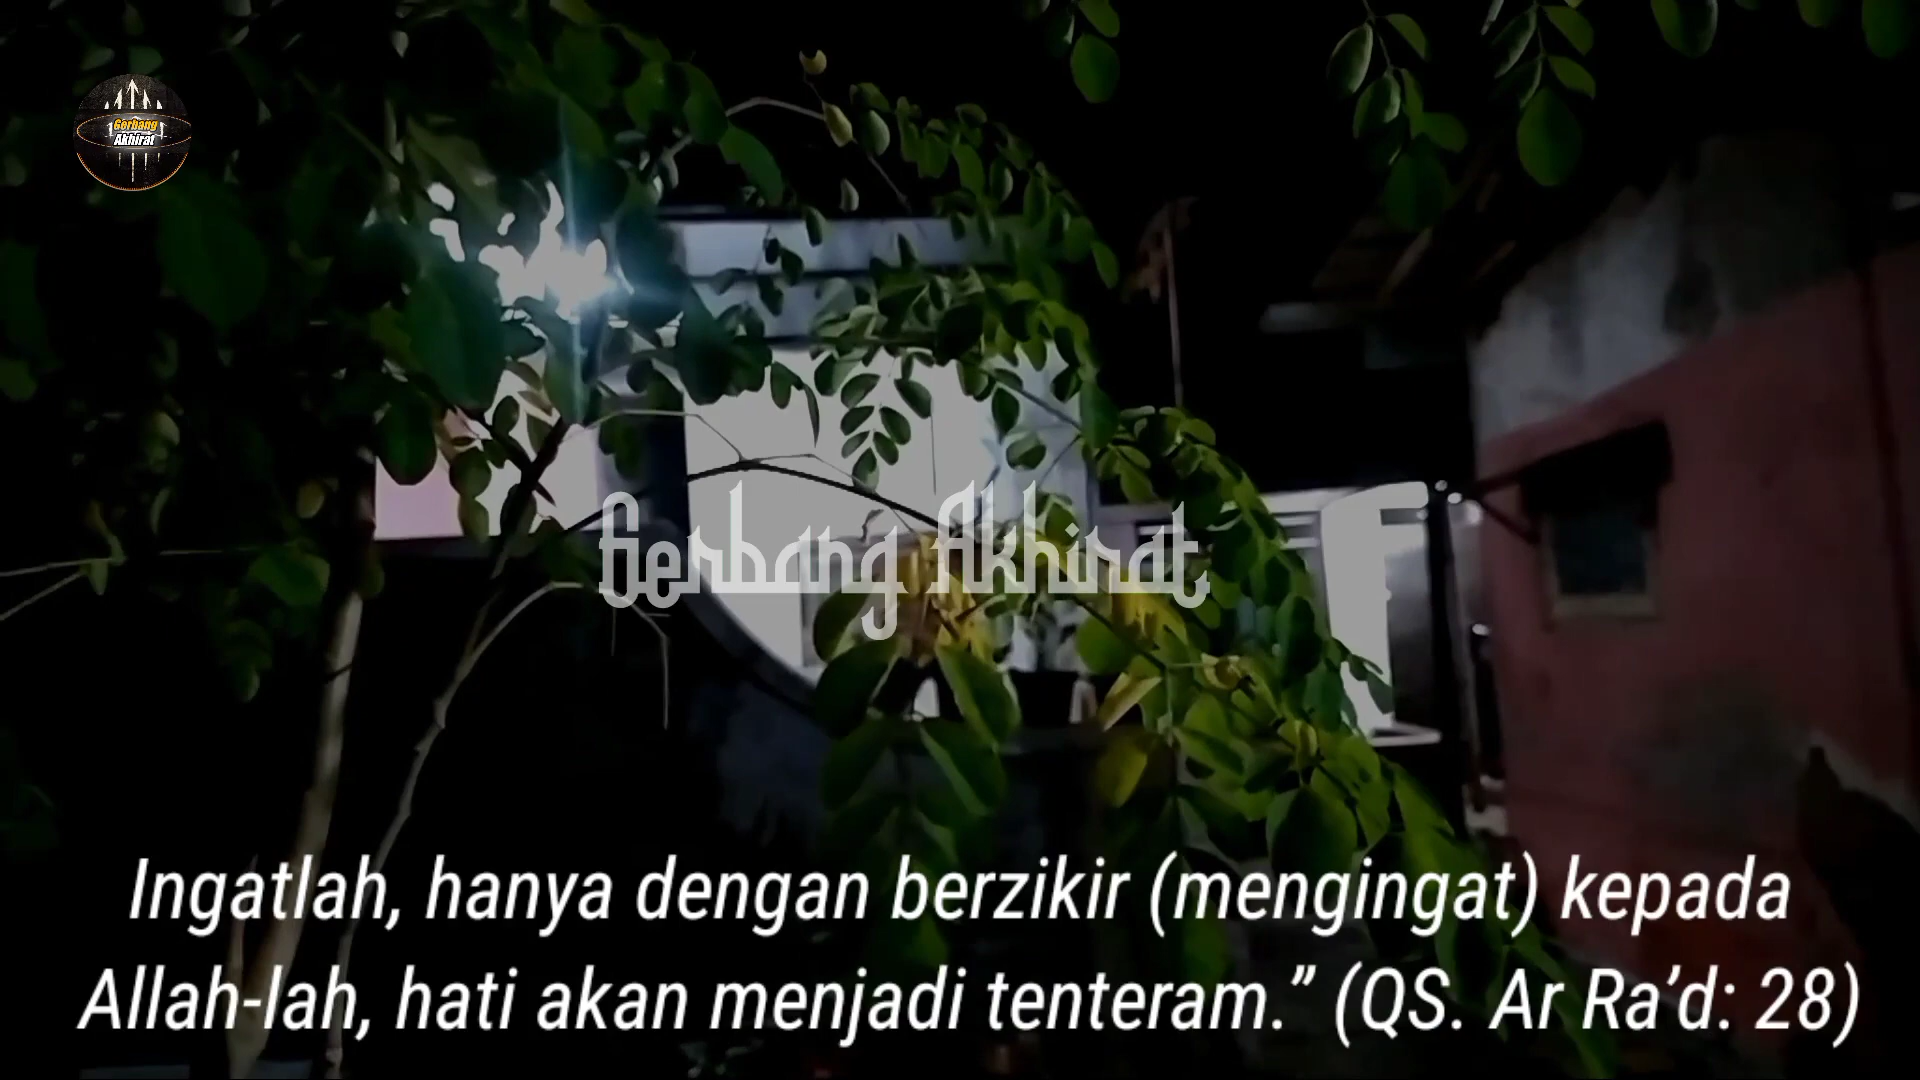 Gerbang
Akhirat
Gerbang Akhirat
Ingatlah, hanya dengan berzikir (mengingat) kepada
Allah-lah, hati akan menjadi tenteram.” (QS. Ar Ra’d: 28)